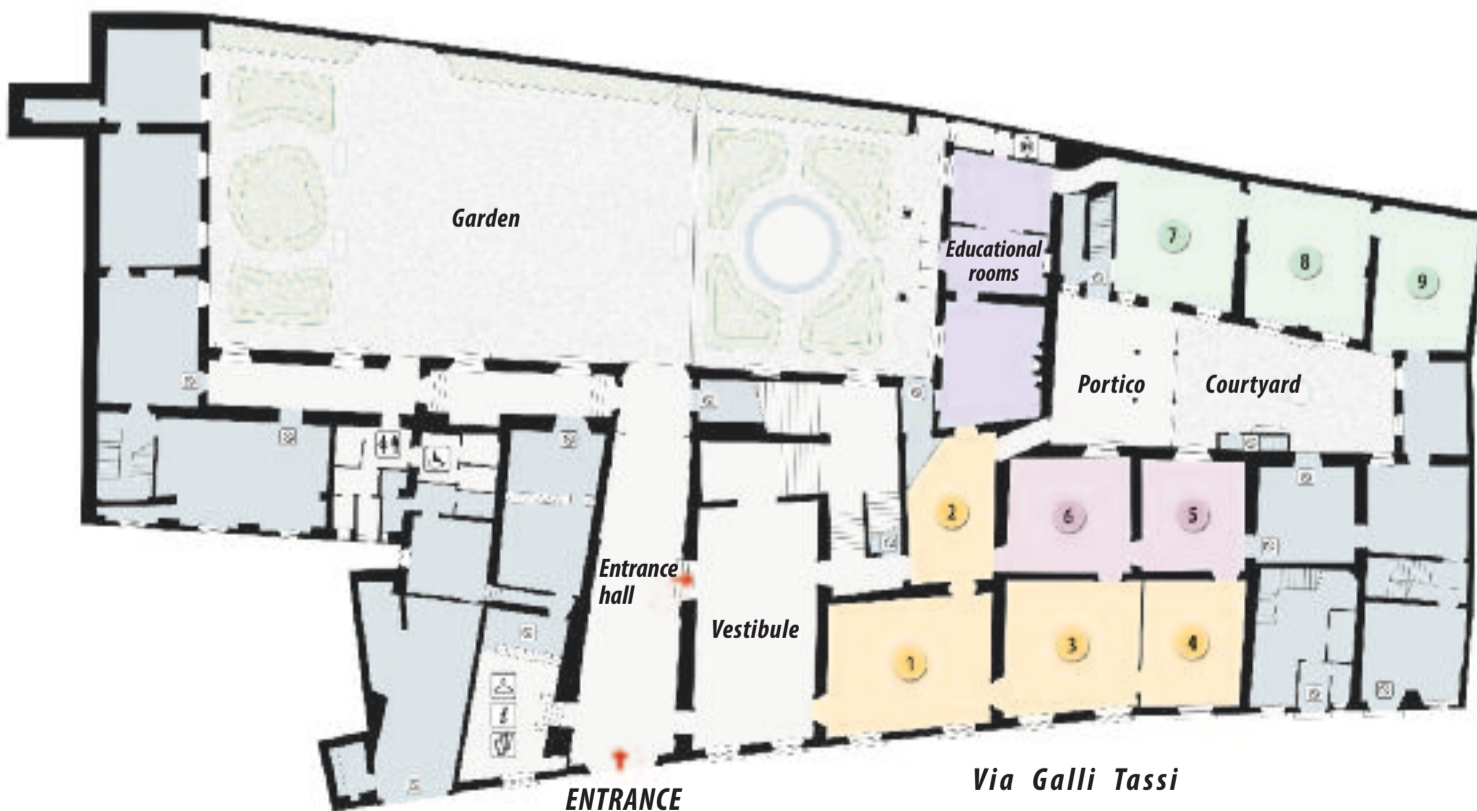 Garden
Educational
rooms
7
8
9
Portico
Courtyard
2
6
5
Entrance
hall
Vestibule
1
3
4
i
ENTRANCE
Via Galli Tassi